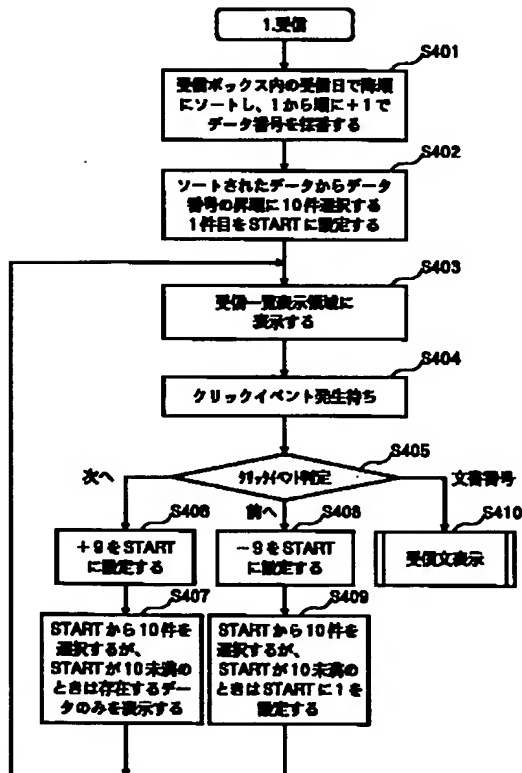 1.受信
S401
受信ボックス内の受信日で降順
にソートし、1から順に+1で
データ番号を採番する
S402
ソートされたデータからデータ
番号の昇順に10件選択する
1件目をSTARTに設定する
S403
受信一覧表示領域に
表示する
S404
クリックイベント発生待ち
S405
クリックイベント判定
次へ
前へ
文書番号
S406
+9をSTART
に設定する
S408
-9をSTART
に設定する
S410
受信文表示
S407
STARTから10件を
選択するが、
STARTが10未満の
ときは存在するデー
タのみを表示する
S409
STARTから10件を
選択するが、
STARTが10未満の
ときはSTARTに1を
設定する